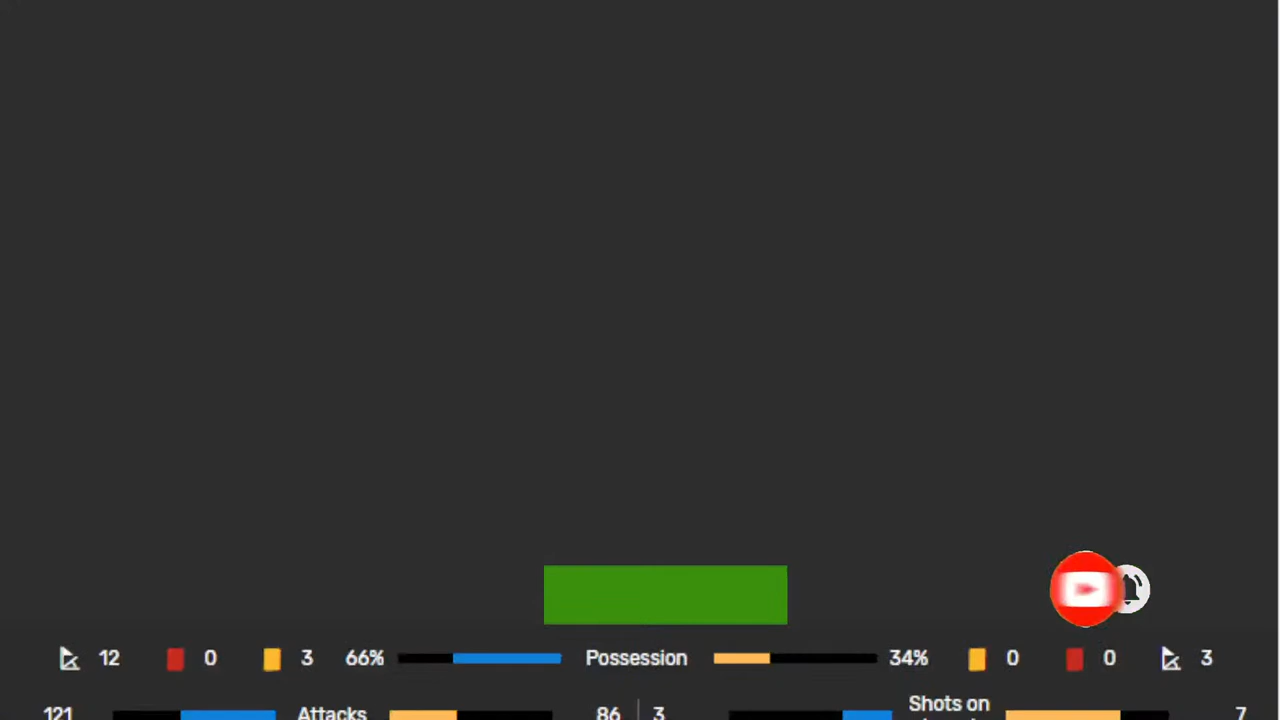 12 0 3 66% Possession 34% 0 0 3
121 Attacks 86 3 Shots on 7